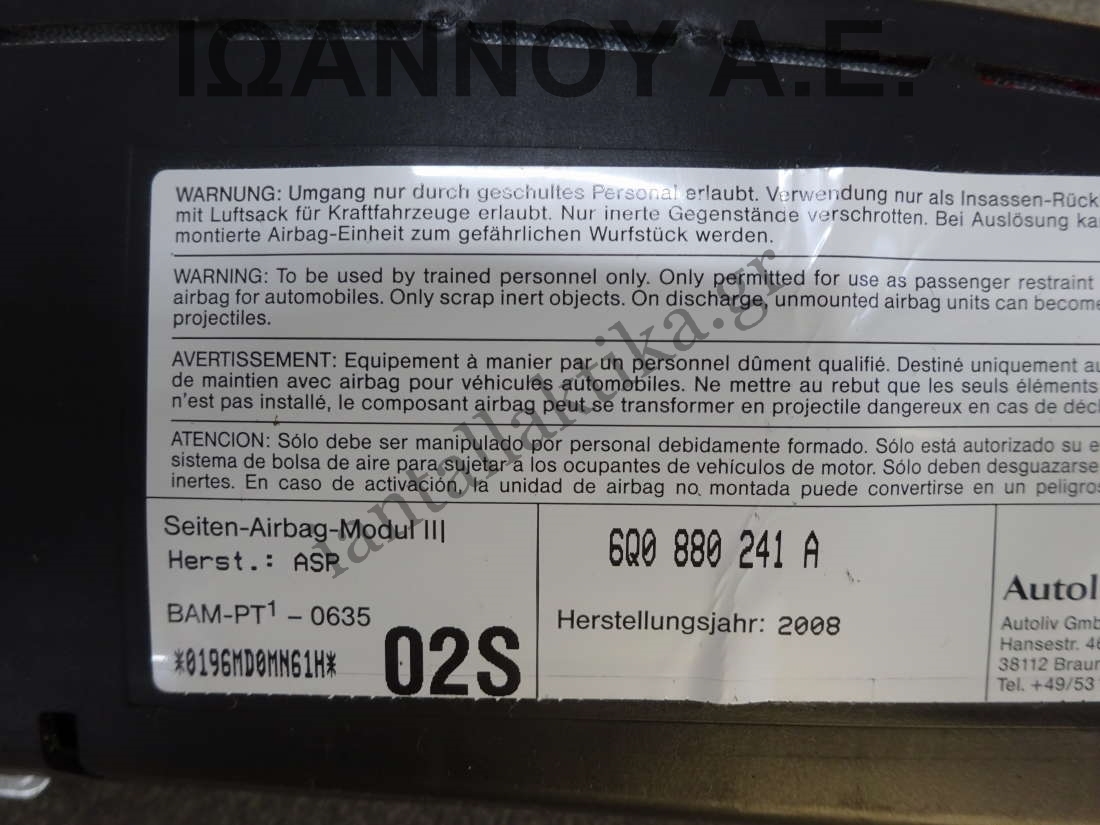 ΙΩΑΝΝΟΥ Α.Ε.
WARNUNG: Umgang nur durch geschultes Personal erlaubt. Verwendung nur als Insassen-Rück
mit Luftsack für Kraftfahrzeuge erlaubt. Nur inerte Gegenstände verschrotten. Bei Auslösung ka
montierte Airbag-Einheit zum gefährlichen Wurfstück werden.
WARNING: To be used by trained personnel only. Only permitted for use as passenger restraint
airbag for automobiles. Only scrap inert objects. On discharge, unmounted airbag units can become
projectiles.
AVERTISSEMENT: Equipement à manier par un personnel dûment qualifié. Destiné uniquement au
de maintien avec airbag pour véhicules automobiles. Ne mettre au rebut que les seuls éléments
n'est pas installé, le composant airbag peut se transformer en projectile dangereux en cas de décl
ATENCION: Sólo debe ser manipulado por personal debidamente formado. Sólo está autorizado su e
sistema de bolsa de aire para sujetar a los ocupantes de vehículos de motor. Sólo deben desguazarse
inertes. En caso de activación, la unidad de airbag no montada puede convertirse en un peligros
iantallaktika.gr
Seiten-Airbag-Modul III
Herst.: ASP
BAM-PT1 – 0635
*0196MD0MN61H*
02S
6Q0 880 241 A
Herstellungsjahr: 2008
Autol
Autoliv Gmb
Hansestr. 46
38112 Braun
Tel. +49/53